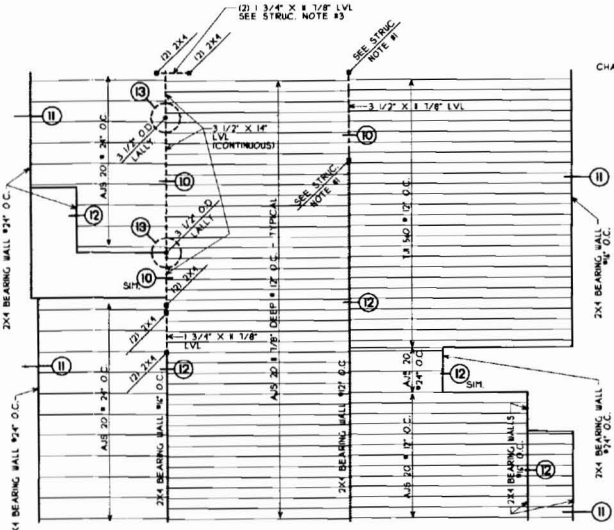 (2) 1 3/4" X 11 7/8" LVL
SEE STRUC. NOTE #3
(2) 2X4
(2) 2X4
SEE STRUC.
NOTE #1
CHA
13
11
3 1/2" O.D.
LALLY
AJS 20 @ 24" O.C.
3 1/2" X 14"
LVL
(CONTINUOUS)
3 1/2" X 11 7/8" LVL
10
10
SEE STRUC.
NOTE #1
11
12
2X4 BEARING WALL @24" O.C.
13
3 1/2" O.D.
LALLY
10
SIM.
(2) 2X4
AJS 20 11 7/8" DEEP @ 12" O.C. - TYPICAL
@ 12" O.C.
2X4 BEARING WALL @16" O.C.
12
(2) 2X4
1 3/4" X 11 7/8"
LVL
11
12
AJS 20 @ 24" O.C.
2X4 BEARING WALL @16" O.C.
2X4 BEARING WALL @12" O.C.
AJS 20
@24" O.C.
12
SIM.
2X4 BEARING WALL
@24" O.C.
AJS 20 @ 12" O.C.
2X4 BEARING WALLS
@16" O.C.
12
11
2X4 BEARING WALL @24" O.C.